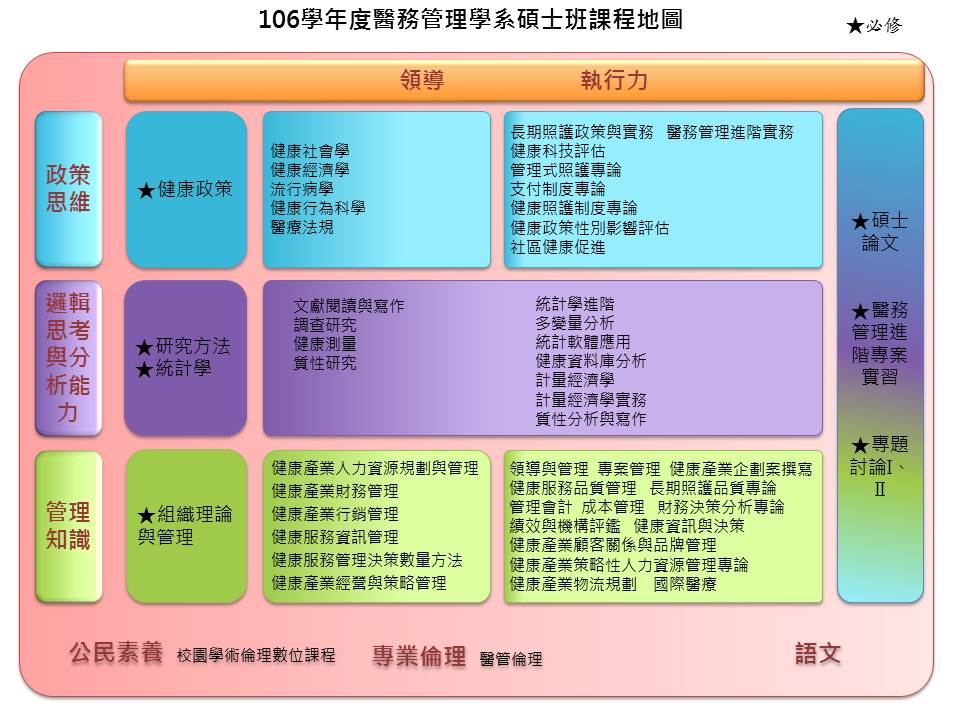 106學年度醫務管理學系碩士班課程地圖
★必修
領導 執行力
政策
思維
★健康政策
健康社會學
健康經濟學
流行病學
健康行為科學
醫療法規
長期照護政策與實務 醫務管理進階實務
健康科技評估
管理式照護專論
支付制度專論
健康照護制度專論
健康政策性別影響評估
社區健康促進
邏輯
思考
與分
析能
力
★研究方法
★統計學
文獻閱讀與寫作
調查研究
健康測量
質性研究
統計學進階
多變量分析
統計軟體應用
健康資料庫分析
計量經濟學
計量經濟學實務
質性分析與寫作
管理
知識
★組織理論
與管理
健康產業人力資源規劃與管理
健康產業財務管理
健康產業行銷管理
健康服務資訊管理
健康服務管理決策數量方法
健康產業經營與策略管理
領導與管理 專案管理 健康產業企劃案撰寫
健康服務品質管理 長期照護品質專論
管理會計 成本管理 財務決策分析專論
績效與機構評鑑 健康資訊與決策
健康產業顧客關係與品牌管理
健康產業策略性人力資源管理專論
健康產業物流規劃 國際醫療
★碩士
論文
★醫務
管理進
階專案
實習
★專題
討論I、
II
公民素養 校園學術倫理數位課程 專業倫理 醫管倫理 語文